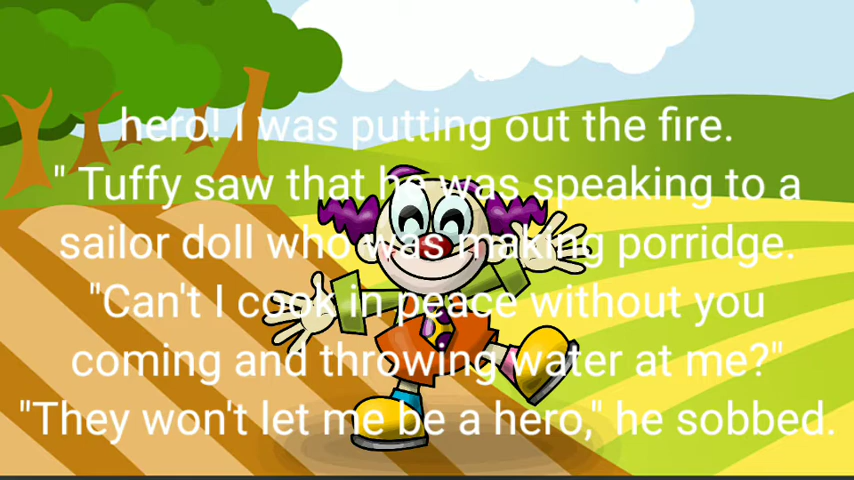 hero! I was putting out the fire.
" Tuffy saw that he was speaking to a
sailor doll who was making porridge.
"Can't I cook in peace without you
coming and throwing water at me?"
"They won't let me be a hero," he sobbed.